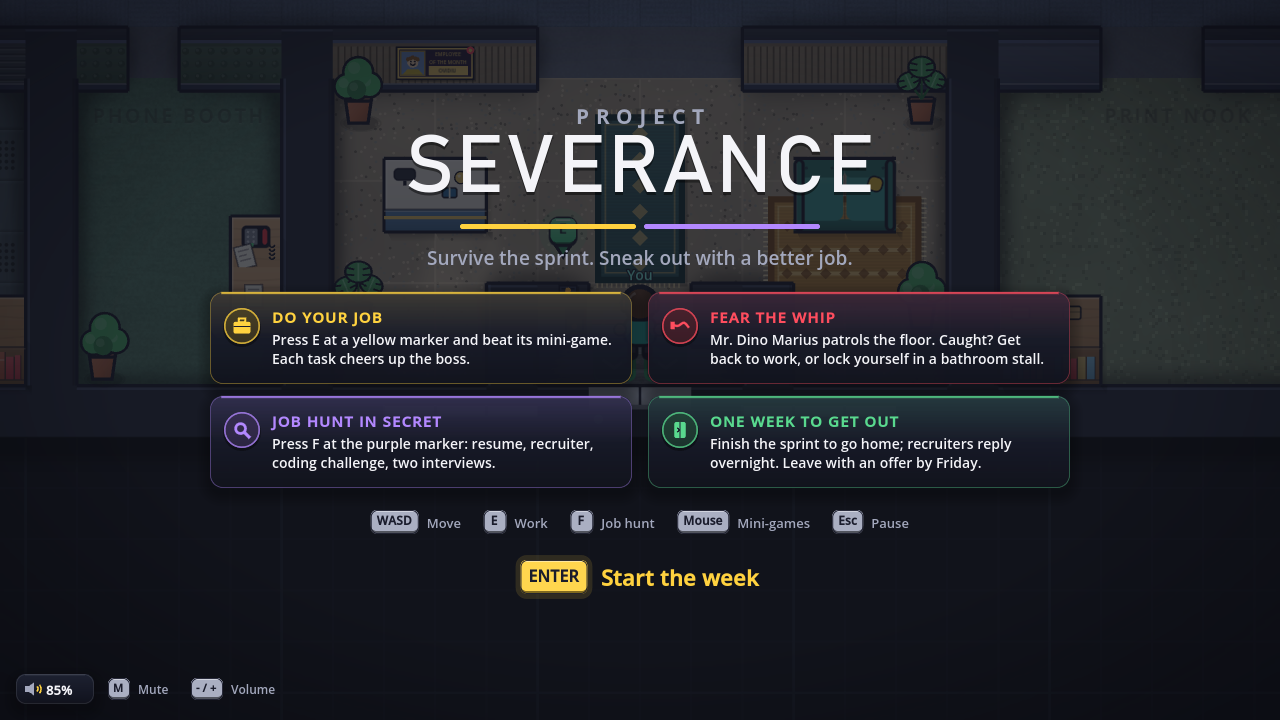 EMPLOYEE
OF THE MONTH
PHONE BOOTH
PRINT NOOK
PROJECT
SEVERANCE
E
Survive the sprint. Sneak out with a better job.
You
DO YOUR JOB
Press E at a yellow marker and beat its mini-game.
Each task cheers up the boss.
FEAR THE WHIP
Mr. Dino Marius patrols the floor. Caught? Get
back to work, or lock yourself in a bathroom stall.
JOB HUNT IN SECRET
Press F at the purple marker: resume, recruiter,
coding challenge, two interviews.
ONE WEEK TO GET OUT
Finish the sprint to go home; recruiters reply
overnight. Leave with an offer by Friday.
WASD Move E Work F Job hunt Mouse Mini-games Esc Pause
ENTER Start the week
85% M Mute - / + Volume